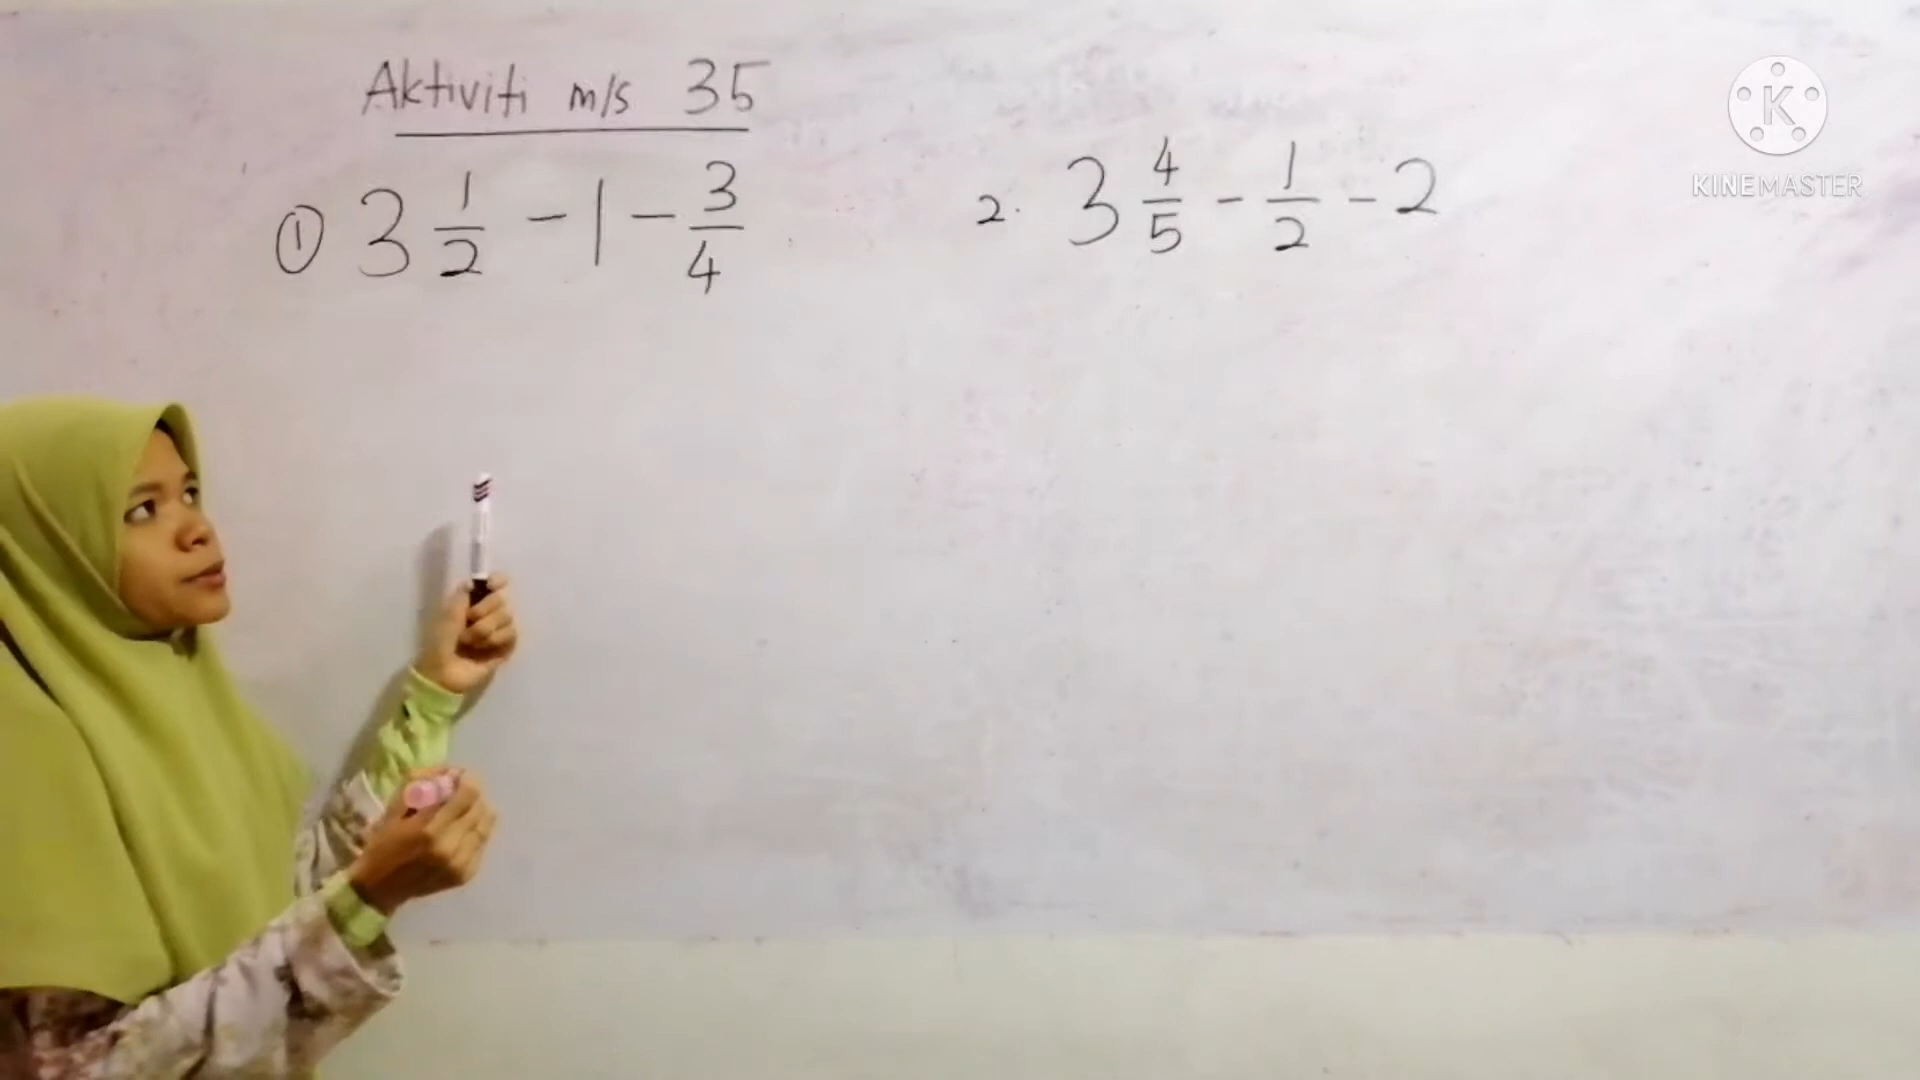 Aktiviti m/s 35
① 3 1/2 - 1 - 3/4
2. 3 4/5 - 1/2 - 2
K
KINEMASTER